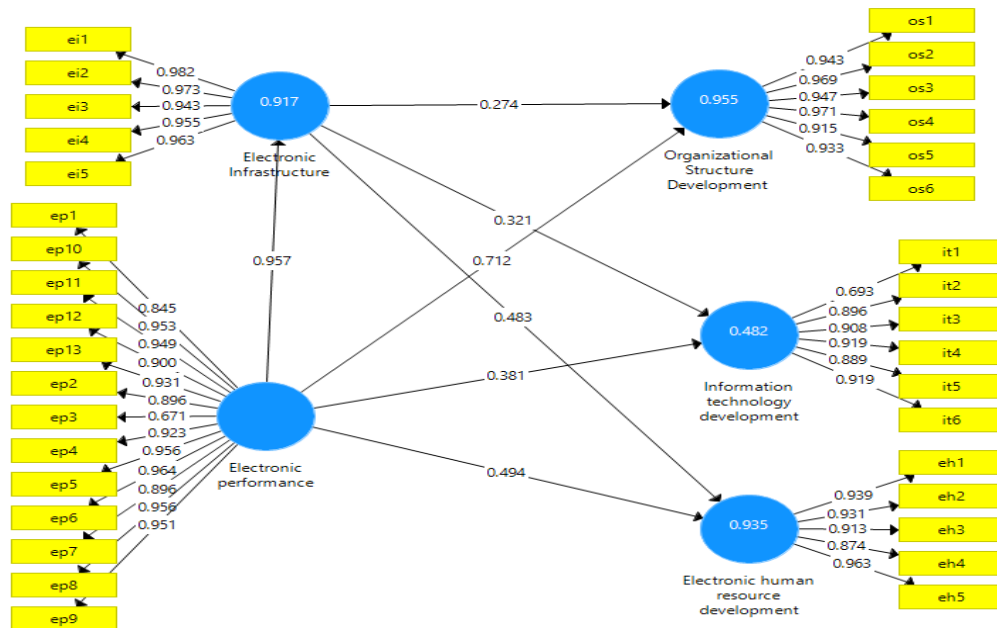 ei1
ei2
ei3
ei4
ei5
0.982
0.973
0.943
0.955
0.963
0.917
Electronic
Infrastructure
0.274
0.955
Organizational
Structure
Development
0.943
0.969
0.947
0.971
0.915
0.933
os1
os2
os3
os4
os5
os6
0.957
0.321
0.712
0.483
0.381
0.494
ep1
ep10
ep11
ep12
ep13
ep2
ep3
ep4
ep5
ep6
ep7
ep8
ep9
0.845
0.953
0.949
0.900
0.931
0.896
0.671
0.923
0.956
0.964
0.896
0.956
0.951
Electronic
performance
0.482
Information
technology
development
0.693
0.896
0.908
0.919
0.889
0.919
it1
it2
it3
it4
it5
it6
0.935
Electronic human
resource
development
0.939
0.931
0.913
0.874
0.963
eh1
eh2
eh3
eh4
eh5